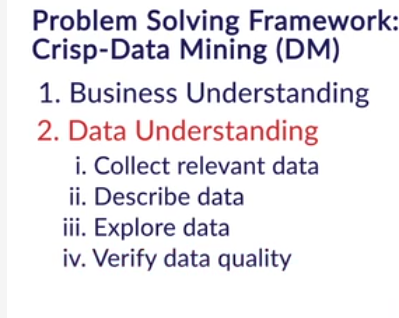 Problem Solving Framework:
Crisp-Data Mining (DM)
1. Business Understanding
2. Data Understanding
i. Collect relevant data
ii. Describe data
iii. Explore data
iv. Verify data quality